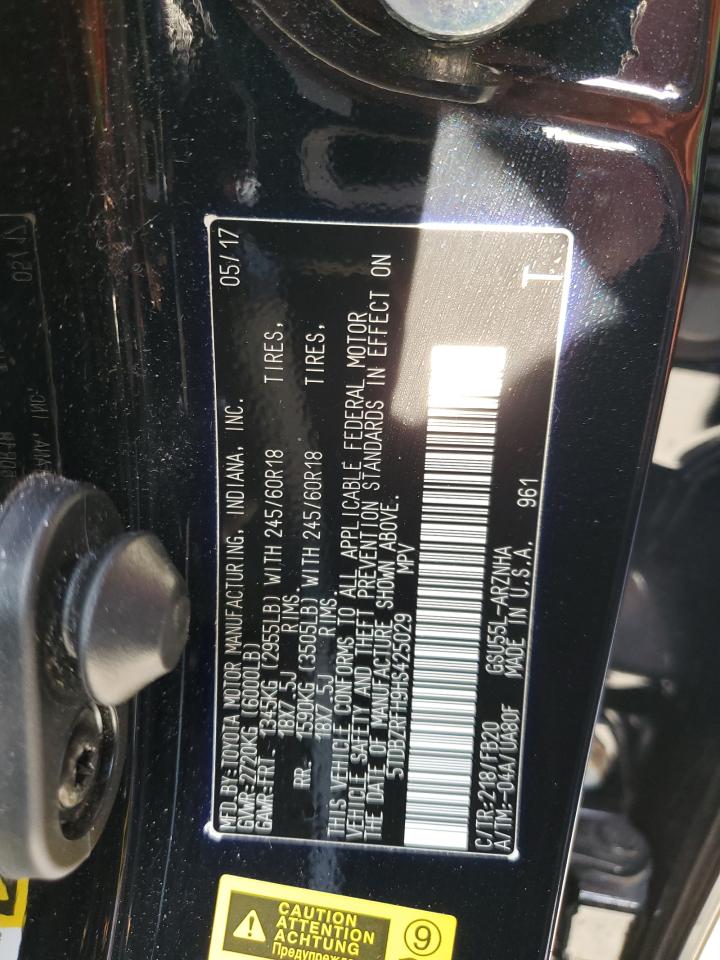 MFD.BY:TOYOTA MOTOR MANUFACTURING, INDIANA, INC. 05/17
GVWR:2720KG (6000LB)
GAWR:FRT 1345KG (2955LB) WITH 245/60R18 TIRES,
18X7.5J RIMS.
RR. 1590KG (3505LB) WITH 245/60R18 TIRES,
18X7.5J RIMS.
THIS VEHICLE CONFORMS TO ALL APPLICABLE FEDERAL MOTOR
VEHICLE SAFETY AND THEFT PREVENTION STANDARDS IN EFFECT ON
THE DATE OF MANUFACTURE SHOWN ABOVE.
5TDBZRFH9HS425029 MPV
C/TR:218/FB20 GSU55L-ARZNHA
A/TM:-04A/UA80F MADE IN U.S.A. 961
T
CAUTION
ATTENTION
ACHTUNG
9